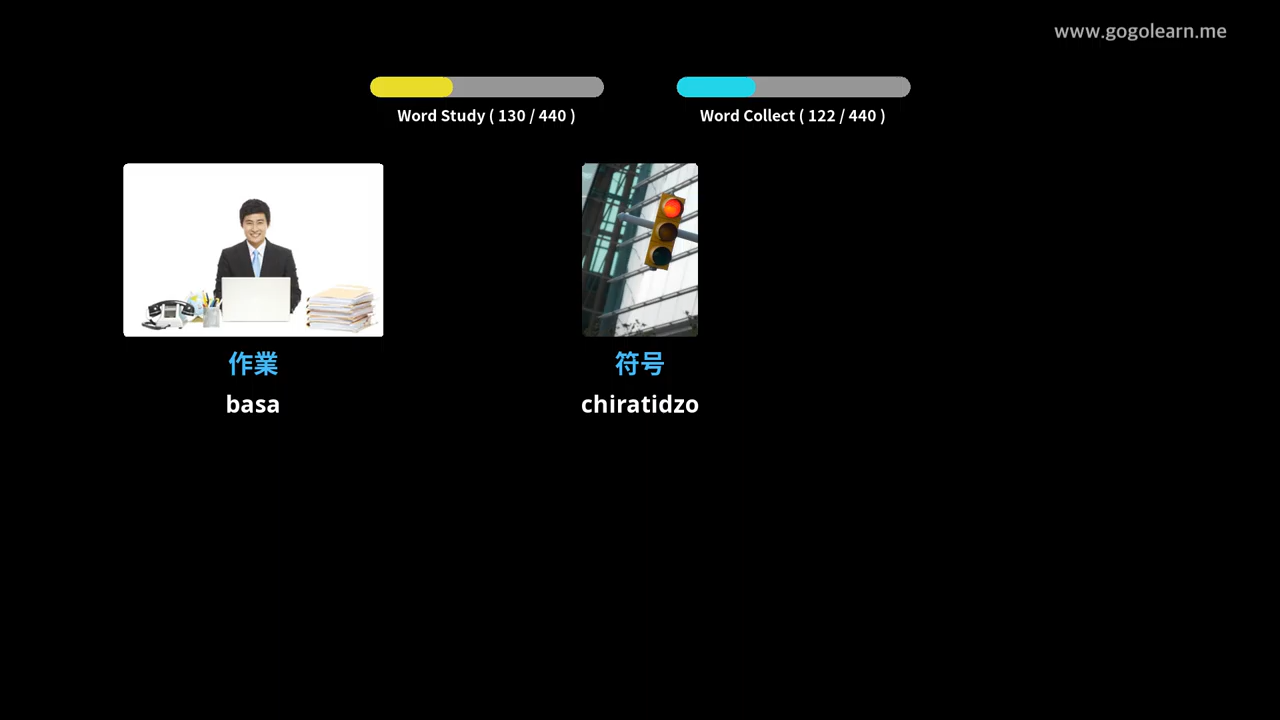 www.gogolearn.me
Word Study ( 130 / 440 )
Word Collect ( 122 / 440 )
作業
basa
符号
chiratidzo